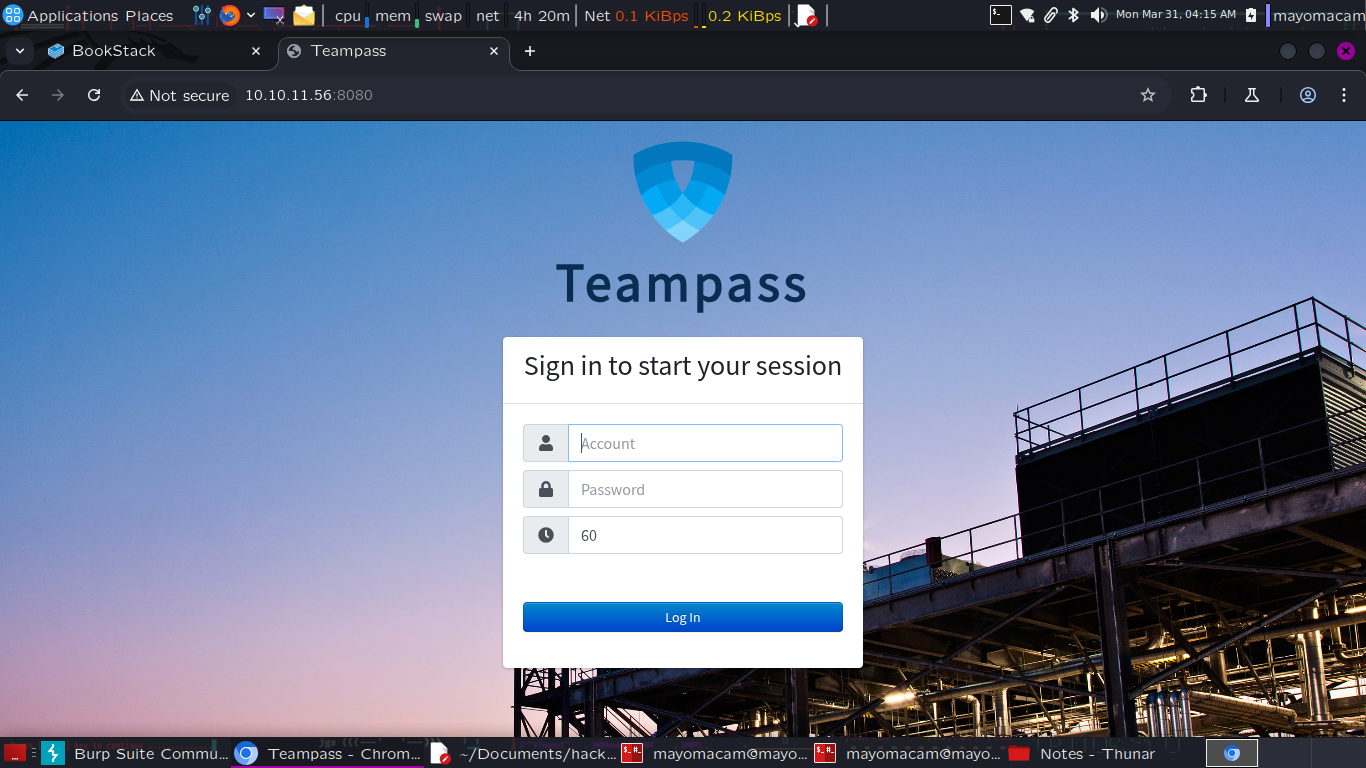 Applications Places cpu mem swap net 4h 20m Net 0.1 KiBps 0.2 KiBps Mon Mar 31, 04:15 AM mayomacam
BookStack Teampass
Not secure 10.10.11.56:8080
Teampass
Sign in to start your session
Account
Password
60
Log In
Burp Suite Commu... Teampass - Chrom... ~/Documents/hack... mayomacam@mayo... mayomacam@mayo... Notes - Thunar